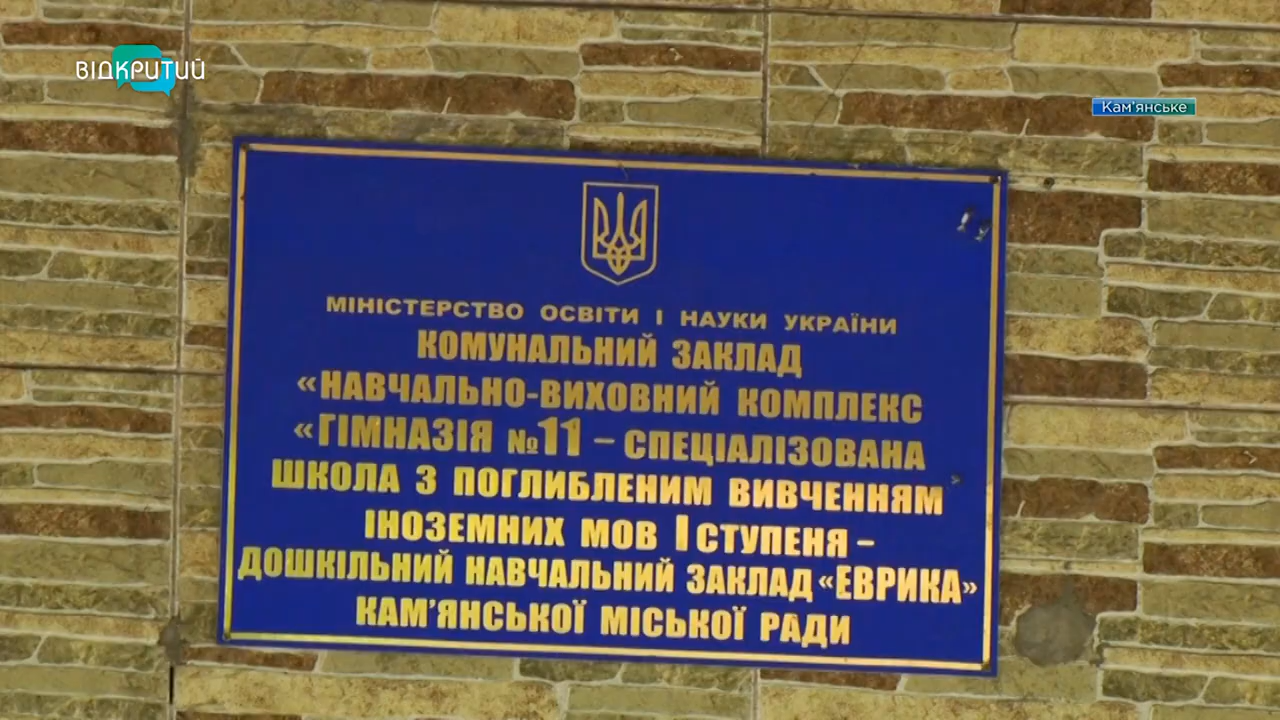 ВІДКРИТИЙ
Кам'янське
МІНІСТЕРСТВО ОСВІТИ І НАУКИ УКРАЇНИ
КОМУНАЛЬНИЙ ЗАКЛАД
«НАВЧАЛЬНО-ВИХОВНИЙ КОМПЛЕКС
«ГІМНАЗІЯ №11 – СПЕЦІАЛІЗОВАНА
ШКОЛА З ПОГЛИБЛЕНИМ ВИВЧЕННЯМ
ІНОЗЕМНИХ МОВ І СТУПЕНЯ –
ДОШКІЛЬНИЙ НАВЧАЛЬНИЙ ЗАКЛАД «ЕВРИКА»
КАМ’ЯНСЬКОЇ МІСЬКОЇ РАДИ